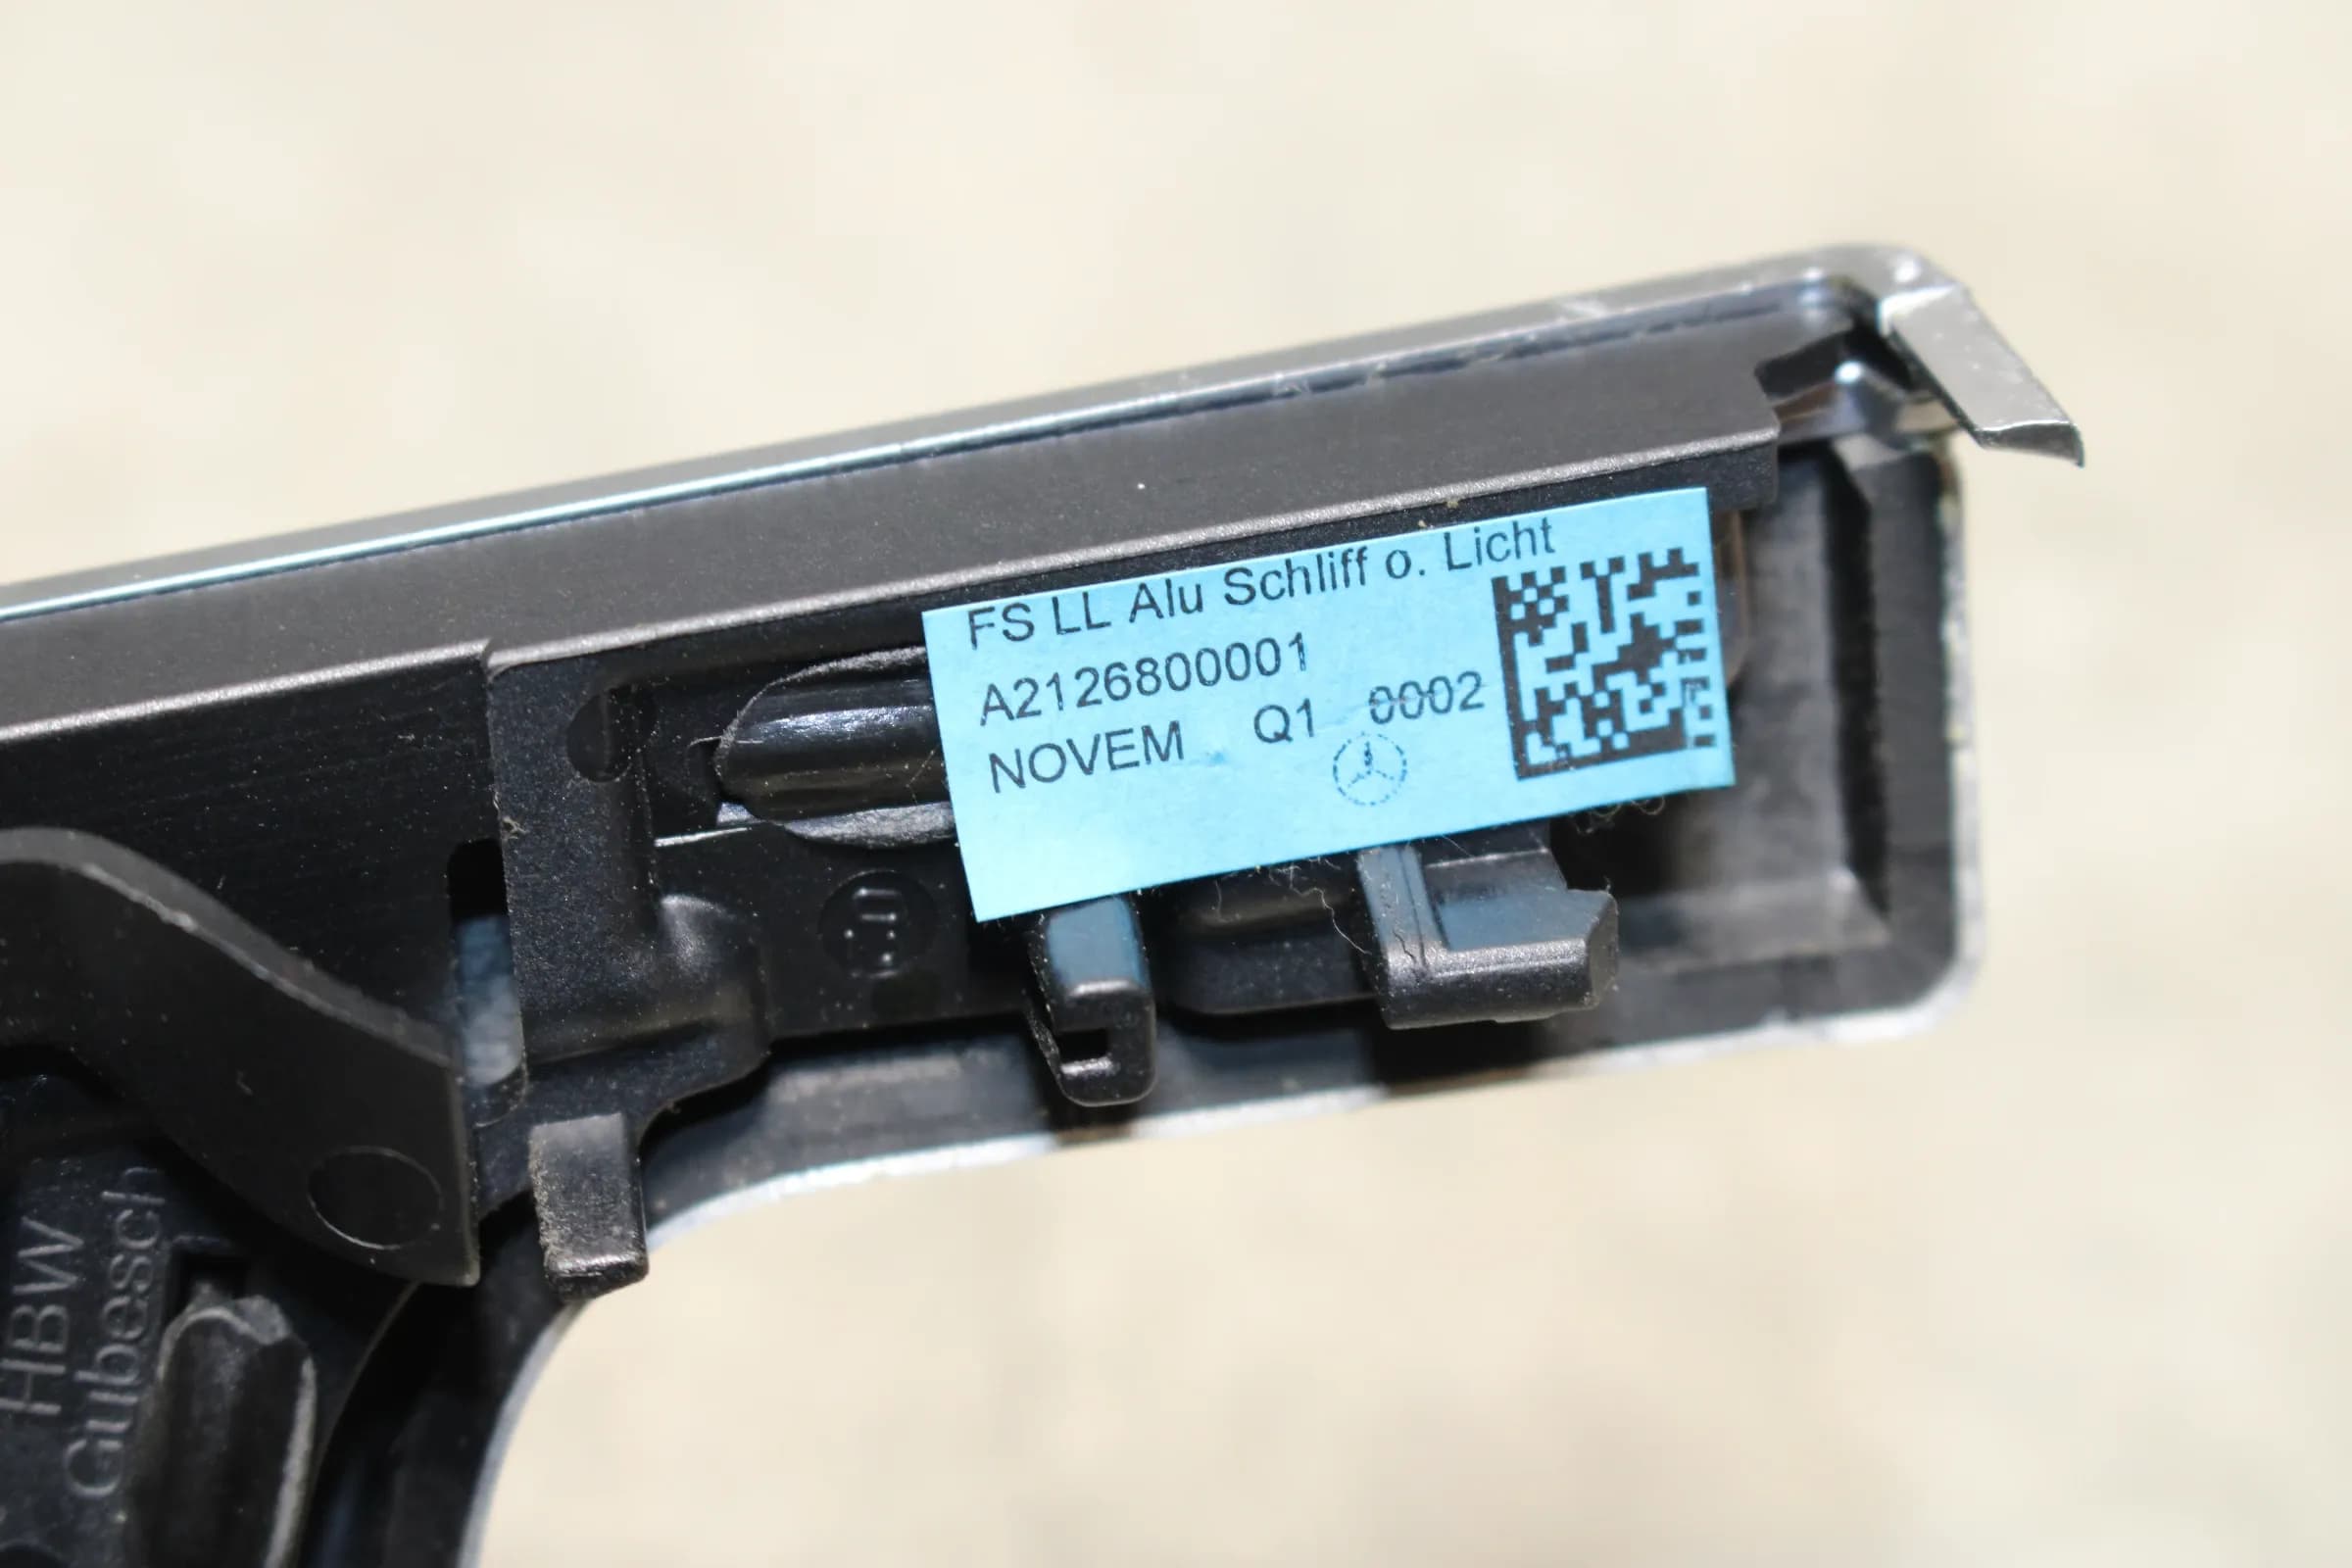 FS LL Alu Schliff o. Licht
A2126800001
NOVEM Q1 0002
HBW
Gubesch